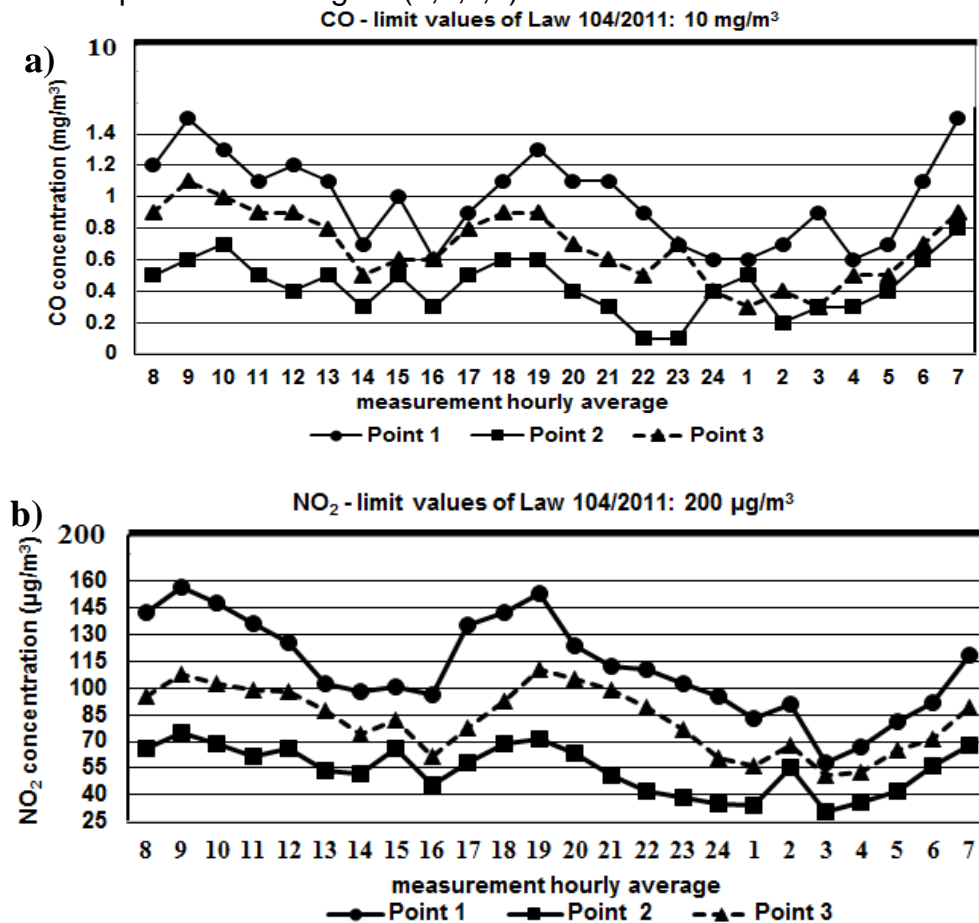 CO - limit values of Law 104/2011: 10 mg/m³
a)
10
1.4
1.2
1
0.8
0.6
0.4
0.2
0
CO concentration (mg/m³)
8 9 10 11 12 13 14 15 16 17 18 19 20 21 22 23 24 1 2 3 4 5 6 7
measurement hourly average
Point 1 Point 2 Point 3
b)
NO₂ - limit values of Law 104/2011: 200 µg/m³
200
160
145
130
115
100
85
70
55
40
25
NO₂ concentration (µg/m³)
8 9 10 11 12 13 14 15 16 17 18 19 20 21 22 23 24 1 2 3 4 5 6 7
measurement hourly average
Point 1 Point 2 Point 3